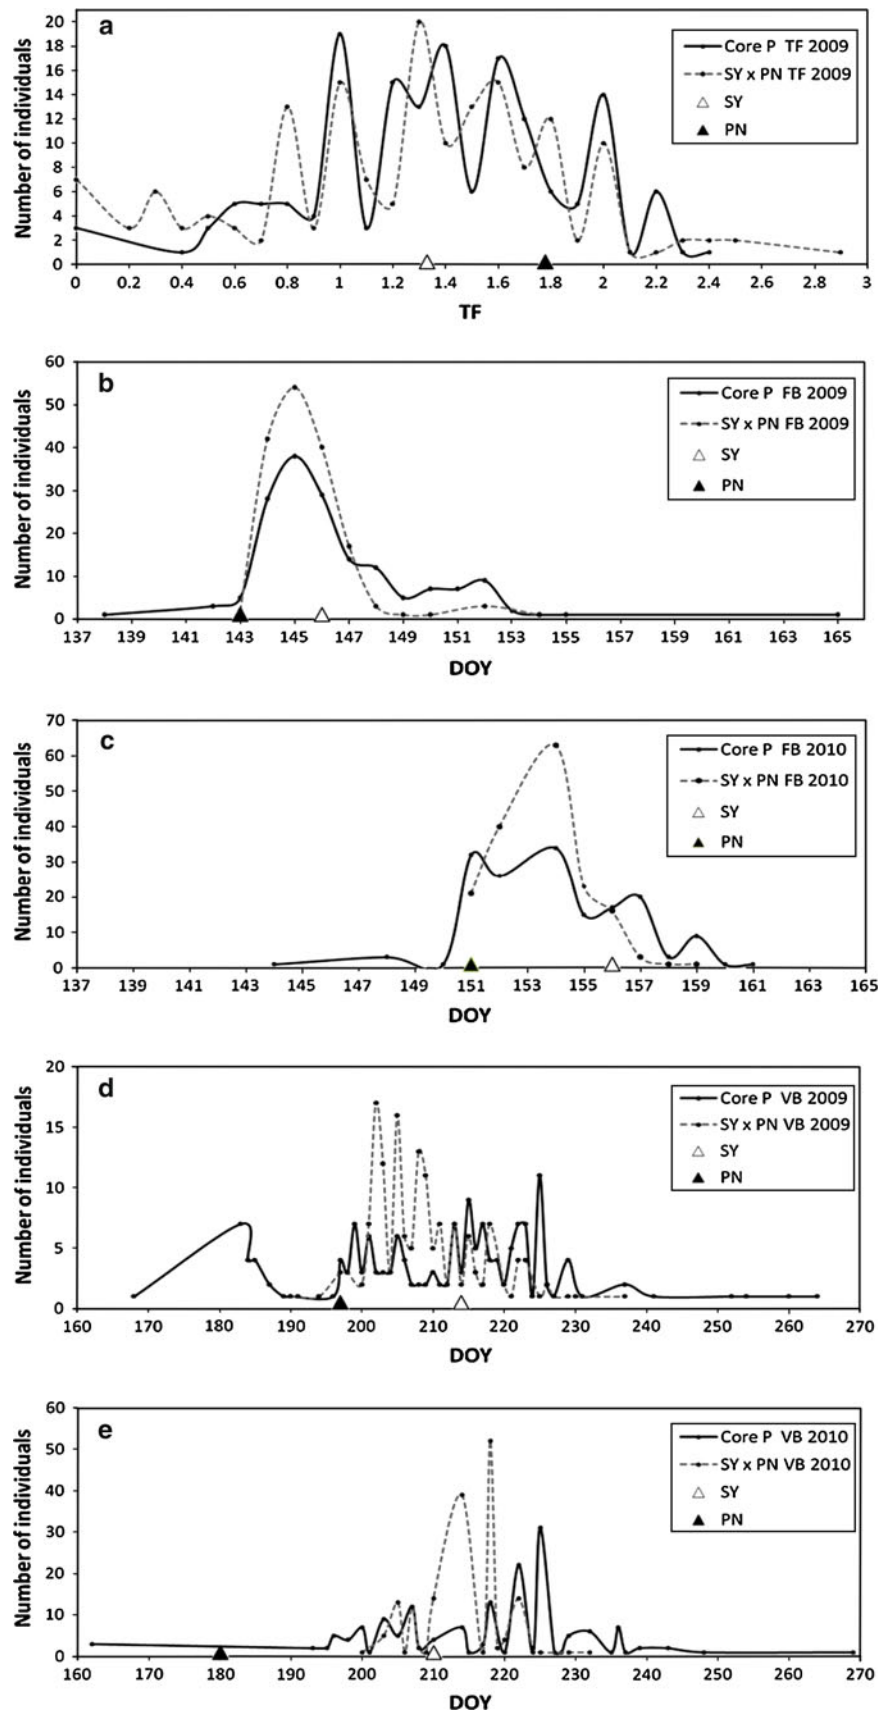 a
Number of individuals
20
18
16
14
12
10
8
6
4
2
0
0 0.2 0.4 0.6 0.8 1 1.2 1.4 1.6 1.8 2 2.2 2.4 2.6 2.8 3
TF
Core P TF 2009
SY x PN TF 2009
SY
PN
b
Number of individuals
60
50
40
30
20
10
0
137 139 141 143 145 147 149 151 153 155 157 159 161 163 165
DOY
Core P FB 2009
SY x PN FB 2009
SY
PN
c
Number of individuals
70
60
50
40
30
20
10
0
137 139 141 143 145 147 149 151 153 155 157 159 161 163 165
DOY
Core P FB 2010
SY x PN FB 2010
SY
PN
d
Number of individuals
20
15
10
5
0
160 170 180 190 200 210 220 230 240 250 260 270
DOY
Core P VB 2009
SY x PN VB 2009
SY
PN
e
Number of individuals
60
50
40
30
20
10
0
160 170 180 190 200 210 220 230 240 250 260 270
DOY
Core P VB 2010
SY x PN VB 2010
SY
PN